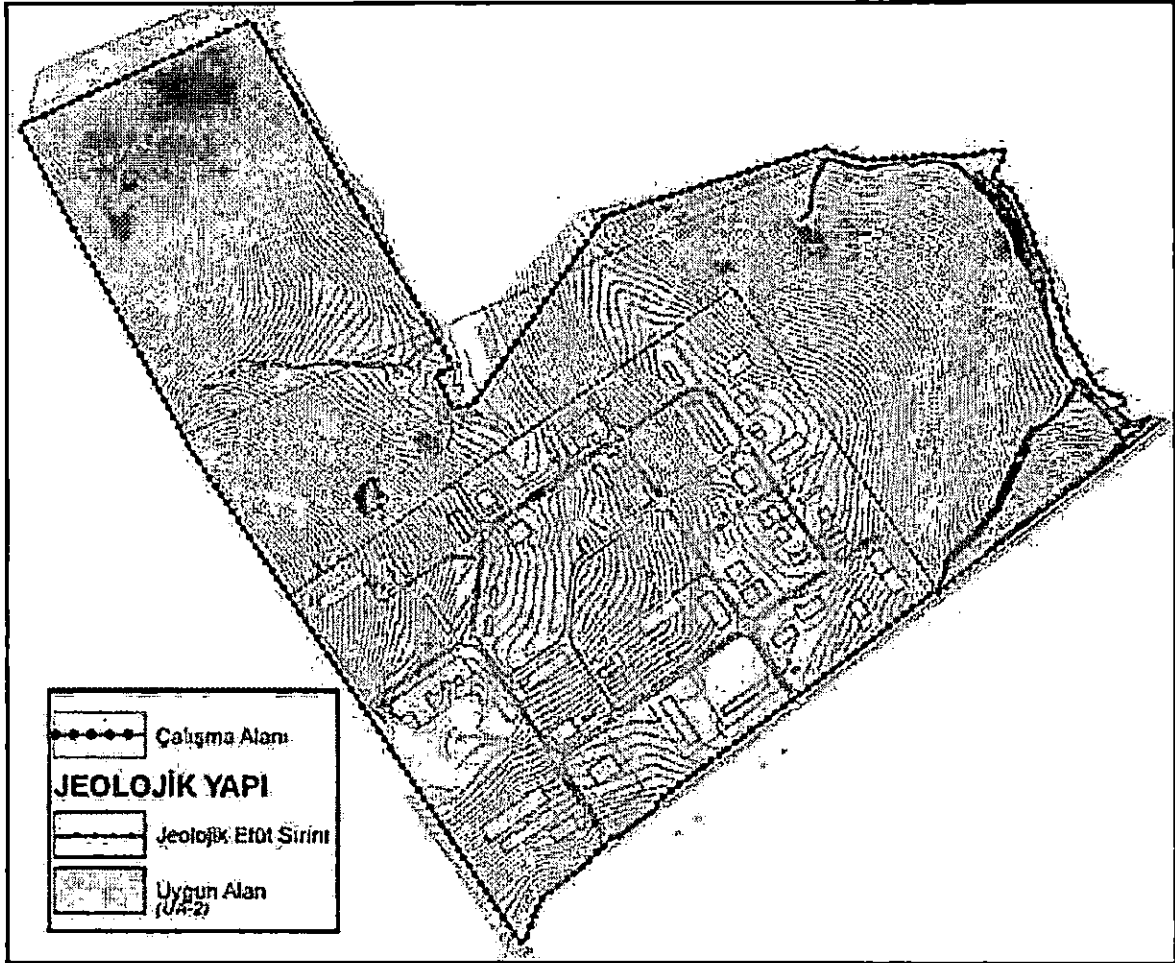 Çalışma Alanı
JEOLOJİK YAPI
Jeolojik Etüt Sınırı
Uygun Alan
(UA-2)